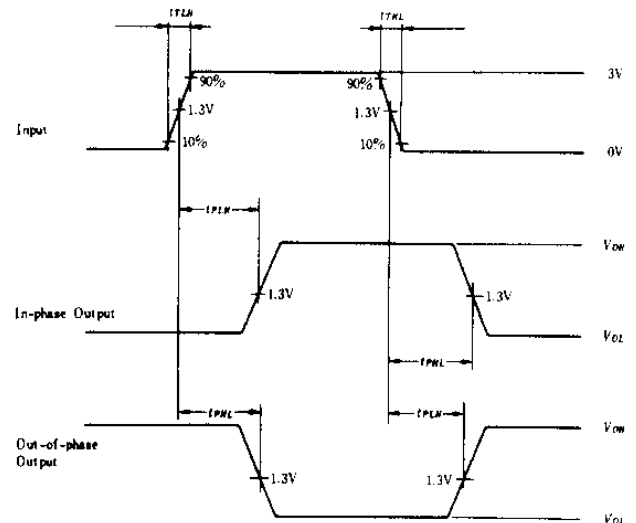 tTLH tTHL
90% 90% 3V
1.3V 1.3V
Input
10% 10% 0V
tPLH
VOH
1.3V 1.3V
In-phase Output
VOL
tPHL
tPHL tPLH
VOH
Out-of-phase
Output
1.3V 1.3V
VOL